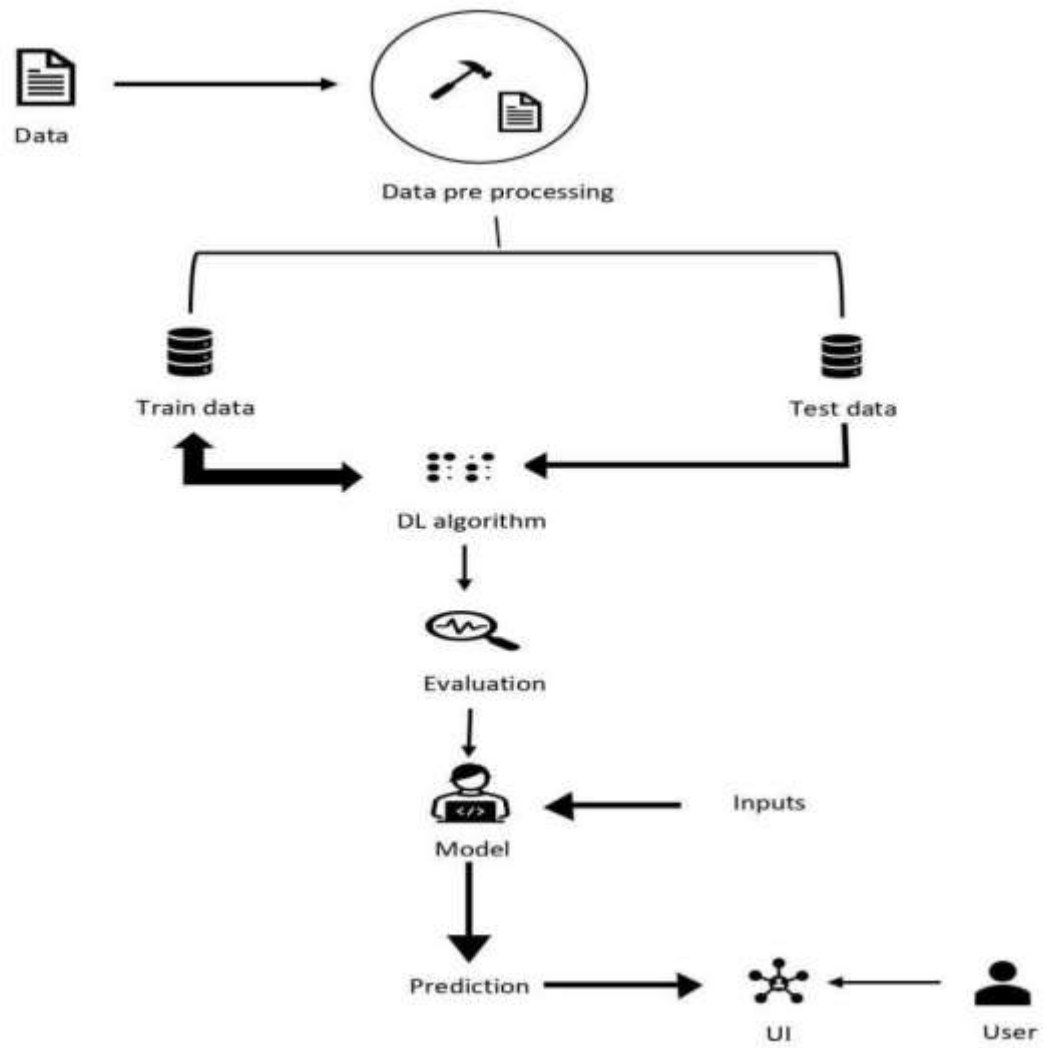 Data
Data pre processing
Train data
Test data
DL algorithm
Evaluation
</>
Inputs
Model
Prediction
UI
User